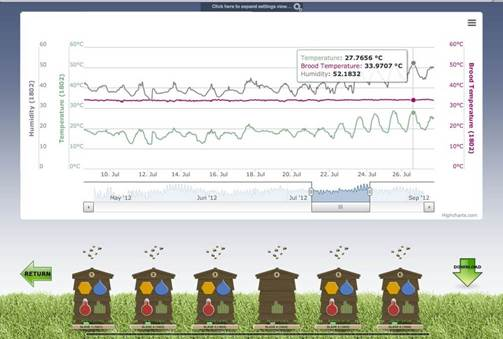 Click here to expand settings view ...
60 60°C 60°C
50 50°C 50°C
40 40°C 40°C
30 30°C 30°C
20 20°C 20°C
10 10°C 10°C
0 0°C 0°C
Humidity (1802)
Temperature (1802)
Brood Temperature (1802)
Temperature: 27.7656 °C
Brood Temperature: 33.9707 °C
Humidity: 52.1832
10. Jul 12. Jul 14. Jul 16. Jul 18. Jul 20. Jul 22. Jul 24. Jul 26. Jul
May '12 Jun '12 Jul '12 Sep '12
Highcharts.com
RETURN
DOWNLOAD